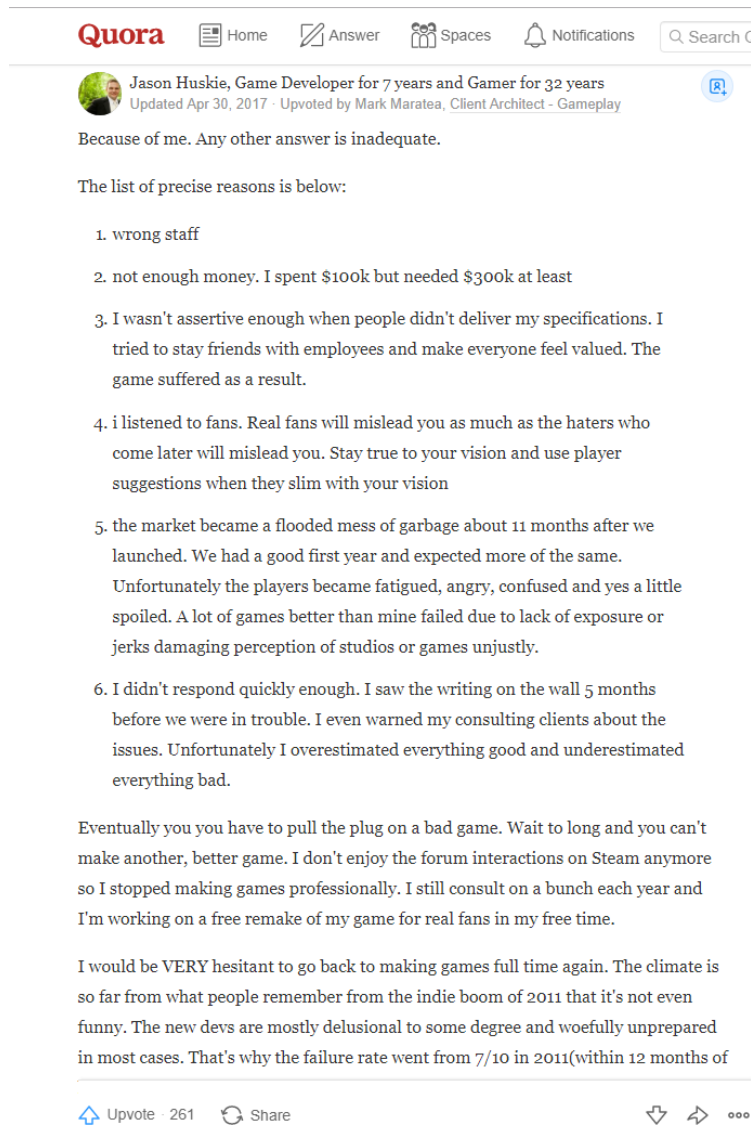 Quora Home Answer Spaces Notifications Search
Jason Huskie, Game Developer for 7 years and Gamer for 32 years
Updated Apr 30, 2017 · Upvoted by Mark Maratea, Client Architect - Gameplay
Because of me. Any other answer is inadequate.
The list of precise reasons is below:
1. wrong staff
2. not enough money. I spent $100k but needed $300k at least
3. I wasn't assertive enough when people didn't deliver my specifications. I
tried to stay friends with employees and make everyone feel valued. The
game suffered as a result.
4. i listened to fans. Real fans will mislead you as much as the haters who
come later will mislead you. Stay true to your vision and use player
suggestions when they slim with your vision
5. the market became a flooded mess of garbage about 11 months after we
launched. We had a good first year and expected more of the same.
Unfortunately the players became fatigued, angry, confused and yes a little
spoiled. A lot of games better than mine failed due to lack of exposure or
jerks damaging perception of studios or games unjustly.
6. I didn't respond quickly enough. I saw the writing on the wall 5 months
before we were in trouble. I even warned my consulting clients about the
issues. Unfortunately I overestimated everything good and underestimated
everything bad.
Eventually you you have to pull the plug on a bad game. Wait to long and you can't
make another, better game. I don't enjoy the forum interactions on Steam anymore
so I stopped making games professionally. I still consult on a bunch each year and
I'm working on a free remake of my game for real fans in my free time.
I would be VERY hesitant to go back to making games full time again. The climate is
so far from what people remember from the indie boom of 2011 that it's not even
funny. The new devs are mostly delusional to some degree and woefully unprepared
in most cases. That's why the failure rate went from 7/10 in 2011(within 12 months of
Upvote · 261 Share